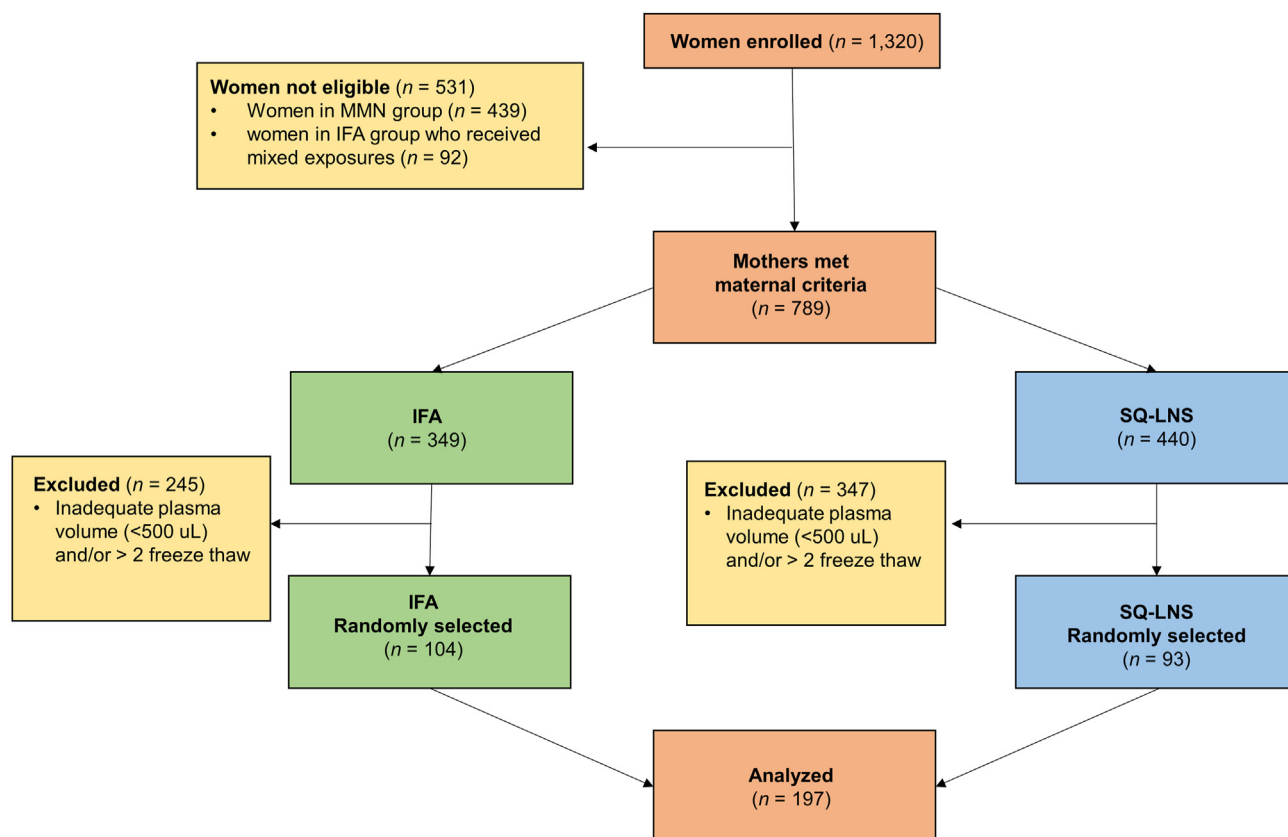 Women enrolled (n = 1,320)
Women not eligible (n = 531)
• Women in MMN group (n = 439)
• women in IFA group who received
mixed exposures (n = 92)
Mothers met
maternal criteria
(n = 789)
IFA
(n = 349)
SQ-LNS
(n = 440)
Excluded (n = 245)
• Inadequate plasma
volume (<500 uL)
and/or > 2 freeze thaw
Excluded (n = 347)
• Inadequate plasma
volume (<500 uL)
and/or > 2 freeze thaw
IFA
Randomly selected
(n = 104)
SQ-LNS
Randomly selected
(n = 93)
Analyzed
(n = 197)